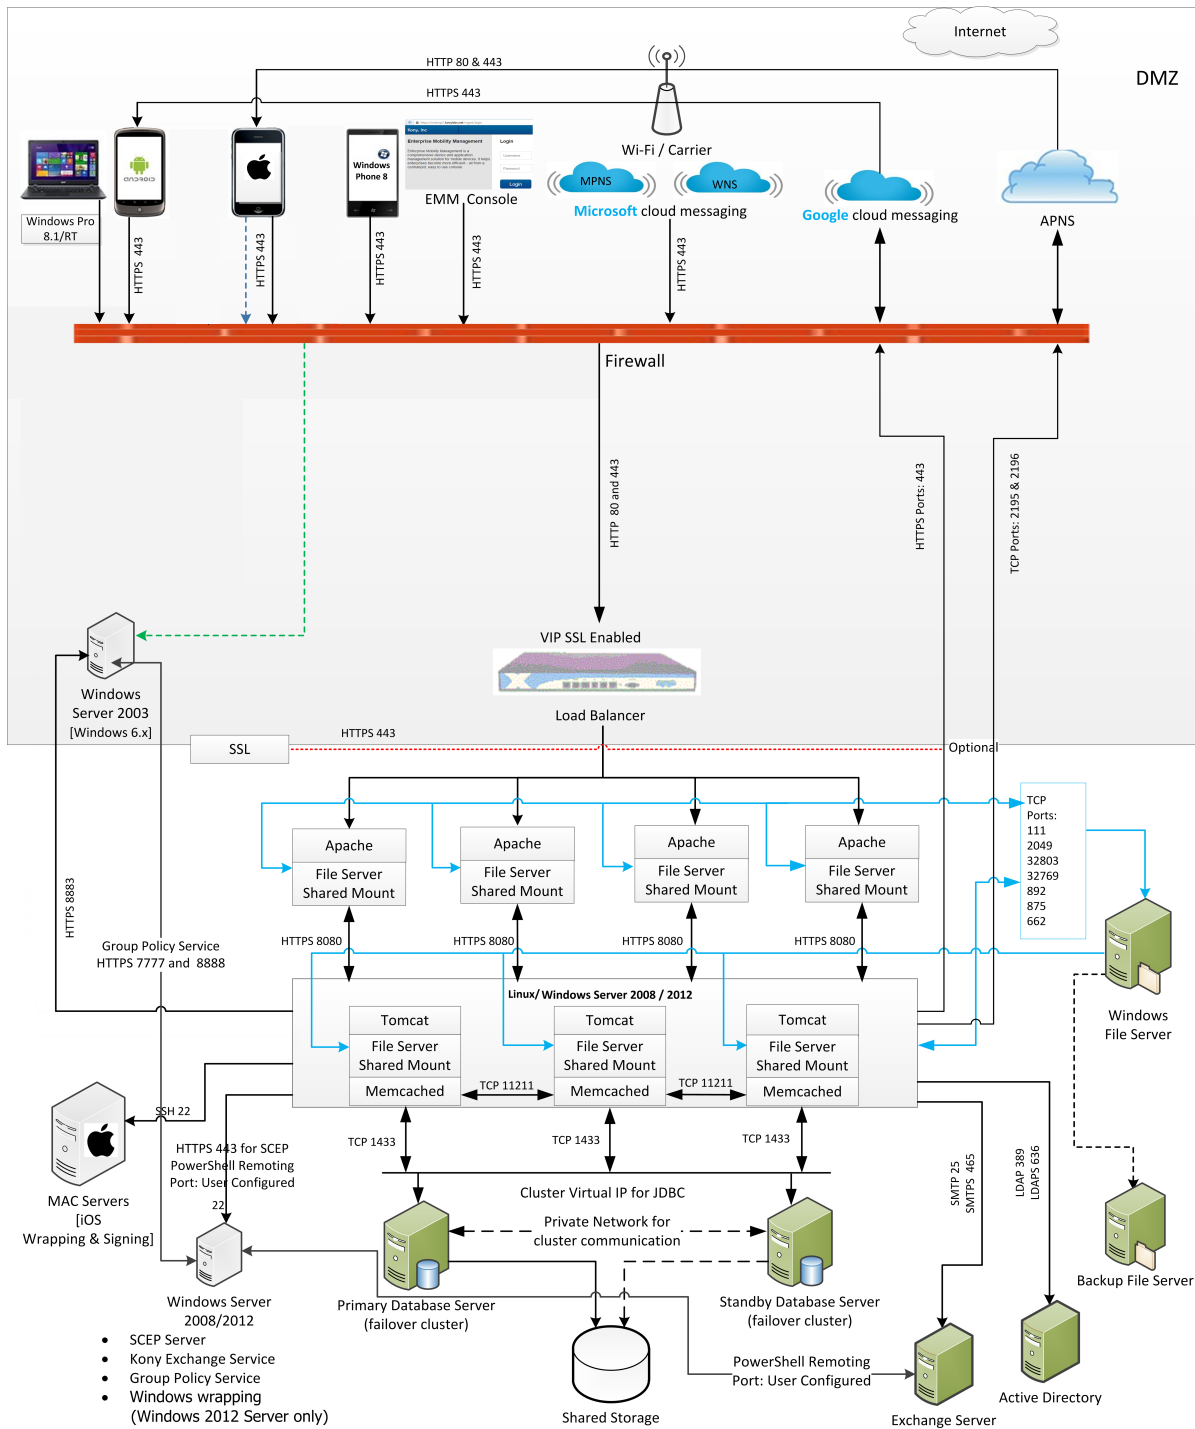 Internet
DMZ
HTTP 80 & 443
HTTPS 443
Wi-Fi / Carrier
Kony, Inc
Enterprise Mobility Management
Login
Login
ANDROID
Windows
Phone 8
EMM Console
MPNS
WNS
Microsoft cloud messaging
Google cloud messaging
APNS
Windows Pro
8.1/RT
HTTPS 443
HTTPS 443
HTTPS 443
HTTPS 443
HTTPS 443
Firewall
HTTP 80 and 443
HTTPS Ports: 443
TCP Ports: 2195 & 2196
VIP SSL Enabled
Load Balancer
Windows
Server 2003
[Windows 6.x]
SSL
HTTPS 443
Optional
TCP
Ports:
111
2049
32803
32769
892
875
662
Apache
File Server
Shared Mount
Apache
File Server
Shared Mount
Apache
File Server
Shared Mount
Apache
File Server
Shared Mount
HTTPS 8883
Group Policy Service
HTTPS 7777 and 8888
HTTPS 8080
HTTPS 8080
HTTPS 8080
HTTPS 8080
Linux/Windows Server 2008 / 2012
Tomcat
File Server
Shared Mount
Memcached
Tomcat
File Server
Shared Mount
Memcached
Tomcat
File Server
Shared Mount
Memcached
TCP 11211
TCP 11211
Windows
File Server
SSH 22
MAC Servers
[iOS
Wrapping & Signing]
HTTPS 443 for SCEP
PowerShell Remoting
Port: User Configured
22
TCP 1433
TCP 1433
TCP 1433
Cluster Virtual IP for JDBC
Private Network for
cluster communication
SMTP 25
SMTPS 465
LDAP 389
LDAPS 636
Backup File Server
Windows Server
2008/2012
• SCEP Server
• Kony Exchange Service
• Group Policy Service
• Windows wrapping
(Windows 2012 Server only)
Primary Database Server
(failover cluster)
Standby Database Server
(failover cluster)
Shared Storage
PowerShell Remoting
Port: User Configured
Exchange Server
Active Directory